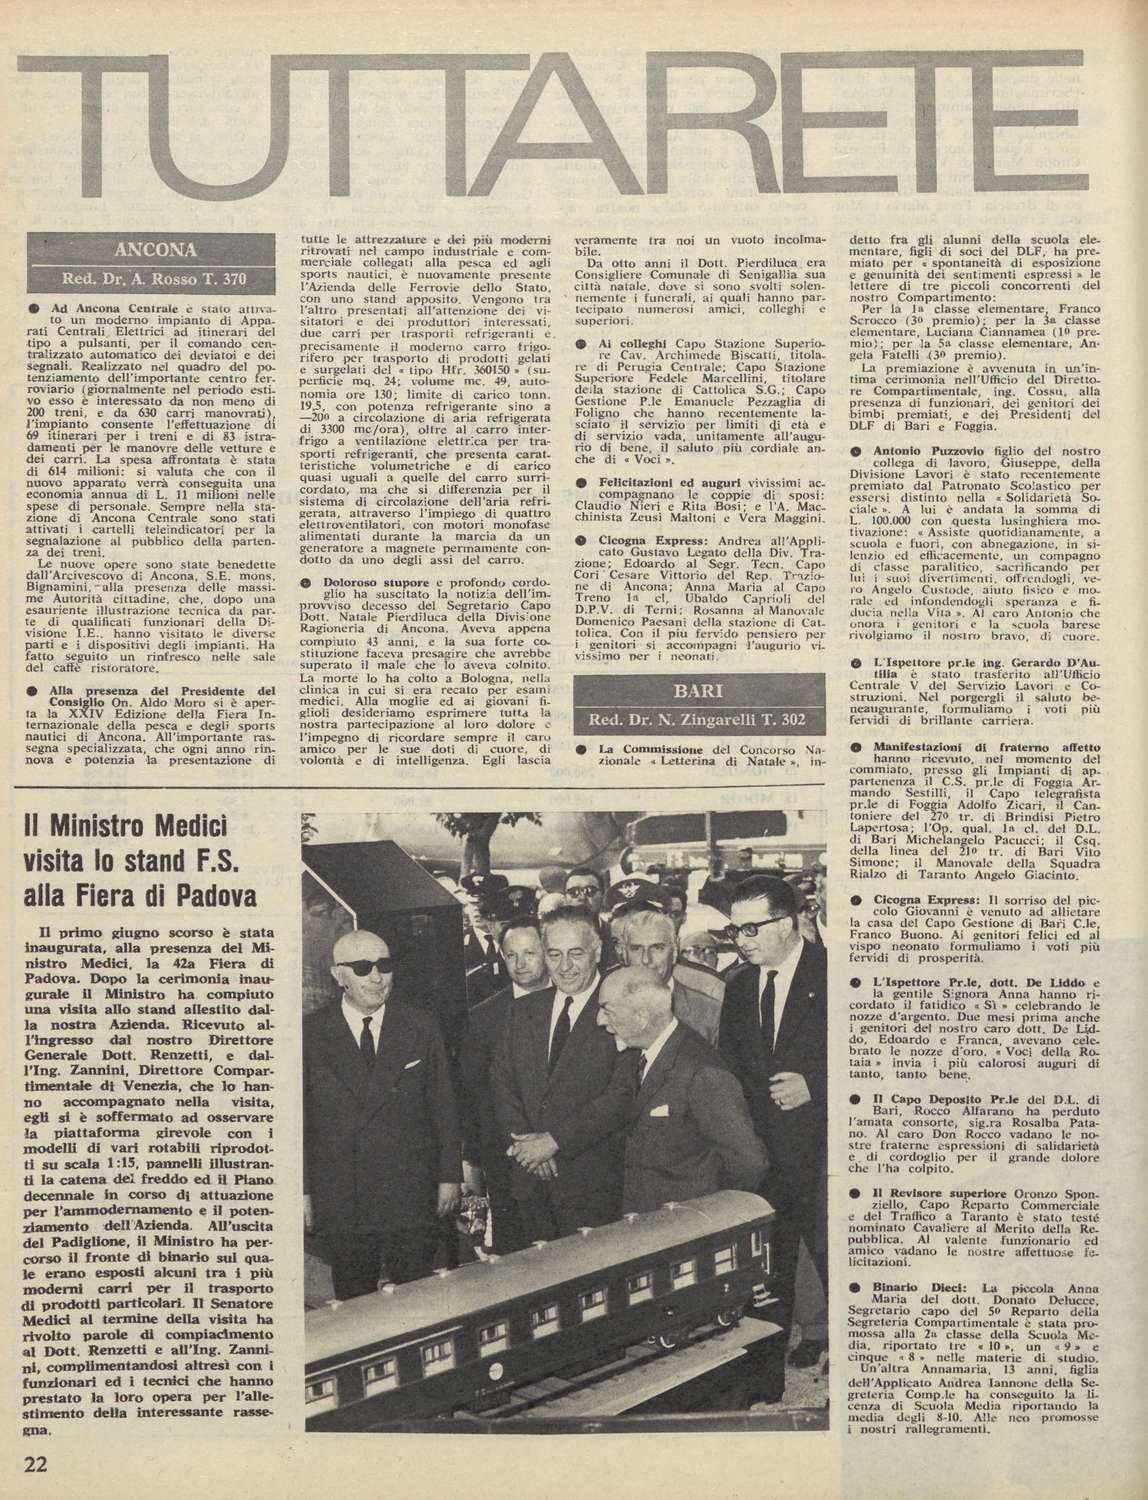 TUTTARETE
ANCONA
Red. Dr. A. Rosso T. 370
● Ad Ancona Centrale è stato attiva-
to un moderno impianto di Appa-
rati Centrali Elettrici ad itinerari del
tipo a pulsanti, per il comando cen-
tralizzato automatico dei deviatoi e dei
segnali. Realizzato nel quadro del po-
tenziamento dell'importante centro fer-
roviario (giornalmente nel periodo esti-
vo esso è interessato da non meno di
200 treni, e da 630 carri manovrati),
l'impianto consente l'effettuazione di
69 itinerari per i treni e di 83 istra-
damenti per le manovre delle vetture e
dei carri. La spesa affrontata è stata
di 614 milioni: si valuta che con il
nuovo apparato verrà conseguita una
economia annua di L. 11 milioni nelle
spese di personale. Sempre nella sta-
zione di Ancona Centrale sono stati
attivati i cartelli teleindicatori per la
segnalazione al pubblico della parten-
za dei treni.
Le nuove opere sono state benedette
dall'Arcivescovo di Ancona, S.E. mons.
Bignamini, alla presenza delle massi-
me Autorità cittadine, che, dopo una
esauriente illustrazione tecnica da par-
te di qualificati funzionari della Di-
visione I.E., hanno visitato le diverse
parti e i dispositivi degli impianti. Ha
fatto seguito un rinfresco nelle sale
del caffè ristoratore.
● Alla presenza del Presidente del
Consiglio On. Aldo Moro si è aper-
ta la XXIV Edizione della Fiera In-
ternazionale della pesca e degli sports
nautici di Ancona. All'importante ras-
segna specializzata, che ogni anno rin-
nova e potenzia la presentazione di
tutte le attrezzature e dei più moderni
ritrovati nel campo industriale e com-
merciale collegati alla pesca ed agli
sports nautici, è nuovamente presente
l'Azienda delle Ferrovie dello Stato,
con uno stand apposito. Vengono tra
l'altro presentati all'attenzione dei vi-
sitatori e dei produttori interessati,
due carri per trasporti refrigeranti e
precisamente il moderno carro frigo-
rifero per trasporto di prodotti gelati
e surgelati del « tipo Hfr. 360150 » (su-
perficie mq. 24; volume mc. 49, auto-
nomia ore 130; limite di carico tonn.
19,5, con potenza refrigerante sino a
—200 a circolazione di aria refrigerata
di 3300 mc/ora), oltre al carro inter-
frigo a ventilazione elettrica per tra-
sporti refrigeranti, che presenta carat-
teristiche volumetriche e di carico
quasi uguali a quelle del carro surri-
cordato, ma che si differenzia per il
sistema di circolazione dell'aria refri-
gerata, attraverso l'impiego di quattro
elettroventilatori, con motori monofase
alimentati durante la marcia da un
generatore a magnete permamente con-
dotto da uno degli assi del carro.
● Doloroso stupore e profondo cordo-
glio ha suscitato la notizia dell'im-
provviso decesso del Segretario Capo
Dott. Natale Pierdiluca della Divisione
Ragioneria di Ancona. Aveva appena
compiuto 43 anni, e la sua forte co-
stituzione faceva presagire che avrebbe
superato il male che lo aveva colpito.
La morte lo ha colto a Bologna, nella
clinica in cui si era recato per esami
medici. Alla moglie ed ai giovani fi-
glioli desideriamo esprimere tutta la
nostra partecipazione al loro dolore e
l'impegno di ricordare sempre il caro
amico per le sue doti di cuore, di
volontà e di intelligenza. Egli lascia
veramente tra noi un vuoto incolma-
bile.
Da otto anni il Dott. Pierdiluca era
Consigliere Comunale di Senigallia sua
città natale, dove si sono svolti solen-
nemente i funerali, ai quali hanno par-
tecipato numerosi amici, colleghi e
superiori.
● Ai colleghi Capo Stazione Superio-
re Cav. Archimede Biscatti, titola-
re di Perugia Centrale; Capo Stazione
Superiore Fedele Marcellini, titolare
della stazione di Cattolica S.G.; Capo
Gestione P.le Emanuele Pezzaglia di
Foligno che hanno recentemente la-
sciato il servizio per limiti di età e
di servizio vada, unitamente all'augu-
rio di bene, il saluto più cordiale an-
che di « Voci ».
● Felicitazioni ed auguri vivissimi ac-
compagnano le coppie di sposi:
Claudio Nieri e Rita Bosi; e l'A. Mac-
chinista Zeusi Maltoni e Vera Maggini.
● Cicogna Express: Andrea all'Appli-
cato Gustavo Legato della Div. Tra-
zione; Edoardo al Segr. Tecn. Capo
Cori Cesare Vittorio del Rep. Trazio-
ne di Ancona; Anna Maria al Capo
Treno 1a cl. Ubaldo Caprioli del
D.P.V. di Terni; Rosanna al Manovale
Domenico Paesani della stazione di Cat-
tolica. Con il più fervido pensiero per
i genitori si accompagni l'augurio vi-
vissimo per i neonati.
BARI
Red. Dr. N. Zingarelli T. 302
● La Commissione del Concorso Na-
zionale « Letterina di Natale », in-
detto fra gli alunni della scuola ele-
mentare, figli di soci del DLF, ha pre-
miato per « spontaneità di esposizione
e genuinità dei sentimenti espressi » le
lettere di tre piccoli concorrenti del
nostro Compartimento:
Per la 1a classe elementare, Franco
Scrocco (3º premio); per la 3a classe
elementare, Luciana Ciannamea (1º pre-
mio); per la 5a classe elementare, An-
gela Fatelli (3º premio).
La premiazione è avvenuta in un'in-
tima cerimonia nell'Ufficio del Diretto-
re Compartimentale, ing. Cossu, alla
presenza di funzionari, dei genitori dei
bimbi premiati, e dei Presidenti del
DLF di Bari e Foggia.
● Antonio Puzzovio figlio del nostro
collega di lavoro, Giuseppe, della
Divisione Lavori è stato recentemente
premiato dal Patronato Scolastico per
essersi distinto nella « Solidarietà So-
ciale ». A lui è andata la somma di
L. 100.000 con questa lusinghiera mo-
tivazione: « Assiste quotidianamente, a
scuola e fuori, con abnegazione, in si-
lenzio ed efficacemente, un compagno
di classe paralitico, sacrificando per
lui i suoi divertimenti, offrendogli, ve-
ro Angelo Custode, aiuto fisico e mo-
rale ed infondendogli speranza e fi-
ducia nella Vita ». Al caro Antonio che
onora i genitori e la scuola barese
rivolgiamo il nostro bravo, di cuore.
● L'Ispettore pr.le ing. Gerardo D'Au-
tilia è stato trasferito all'Ufficio
Centrale V del Servizio Lavori e Co-
struzioni. Nel porgergli il saluto be-
neaugurante, formuliamo i voti più
fervidi di brillante carriera.
● Manifestazioni di fraterno affetto
hanno ricevuto, nel momento del
commiato, presso gli Impianti di ap-
partenenza il C.S. pr.le di Foggia Ar-
mando Sestilli, il Capo telegrafista
pr.le di Foggia Adolfo Zicari, il Can-
toniere del 27º tr. di Brindisi Pietro
Lapertosa; l'Op. qual. 1a cl. del D.L.
di Bari Michelangelo Pacucci; il Csq.
della linea del 21º tr. di Bari Vito
Simone; il Manovale della Squadra
Rialzo di Taranto Angelo Giacinto.
● Cicogna Express: Il sorriso del pic-
colo Giovanni è venuto ad allietare
la casa del Capo Gestione di Bari C.le,
Franco Buono. Ai genitori felici ed al
vispo neonato formuliamo i voti più
fervidi di prosperità.
● L'Ispettore Pr.le, dott. De Liddo e
la gentile Signora Anna hanno ri-
cordato il fatidico « Sì » celebrando le
nozze d'argento. Due mesi prima anche
i genitori del nostro caro dott. De Lid-
do, Edoardo e Franca, avevano cele-
brato le nozze d'oro. « Voci della Ro-
taia » invia i più calorosi auguri di
tanto, tanto bene.
● Il Capo Deposito Pr.le del D.L. di
Bari, Rocco Alfarano ha perduto
l'amata consorte, sig.ra Rosalba Pata-
no. Al caro Don Rocco vadano le no-
stre fraterne espressioni di salidarietà
e di cordoglio per il grande dolore
che l'ha colpito.
● Il Revisore superiore Oronzo Spon-
ziello, Capo Reparto Commerciale
e del Traffico a Taranto è stato testé
nominato Cavaliere al Merito della Re-
pubblica. Al valente funzionario ed
amico vadano le nostre affettuose fe-
licitazioni.
● Binario Dieci: La piccola Anna
Maria del dott. Donato Delucce,
Segretario capo del 5º Reparto della
Segreteria Compartimentale è stata pro-
mossa alla 2a classe della Scuola Me-
dia, riportato tre « 10 », un « 9 » e
cinque « 8 » nelle materie di studio.
Un'altra Annamaria, 13 anni, figlia
dell'Applicato Andrea Iannone della Se-
greteria Comp.le ha conseguito la li-
cenza di Scuola Media riportando la
media degli 8-10. Alle neo promosse
i nostri rallegramenti.
Il Ministro Medici
visita lo stand F.S.
alla Fiera di Padova
Il primo giugno scorso è stata
inaugurata, alla presenza del Mi-
nistro Medici, la 42a Fiera di
Padova. Dopo la cerimonia inau-
gurale il Ministro ha compiuto
una visita allo stand allestito dal-
la nostra Azienda. Ricevuto al-
l'ingresso dal nostro Direttore
Generale Dott. Renzetti, e dal-
l'Ing. Zannini, Direttore Compar-
timentale di Venezia, che lo han-
no accompagnato nella visita,
egli si è soffermato ad osservare
la piattaforma girevole con i
modelli di vari rotabili riprodot-
ti su scala 1:15, pannelli illustran-
ti la catena del freddo ed il Piano
decennale in corso di attuazione
per l'ammodernamento e il poten-
ziamento dell'Azienda. All'uscita
del Padiglione, il Ministro ha per-
corso il fronte di binario sul qua-
le erano esposti alcuni tra i più
moderni carri per il trasporto
di prodotti particolari. Il Senatore
Medici al termine della visita ha
rivolto parole di compiacimento
al Dott. Renzetti e all'Ing. Zanni-
ni, complimentandosi altresì con i
funzionari ed i tecnici che hanno
prestato la loro opera per l'alle-
stimento della interessante rasse-
gna.
22